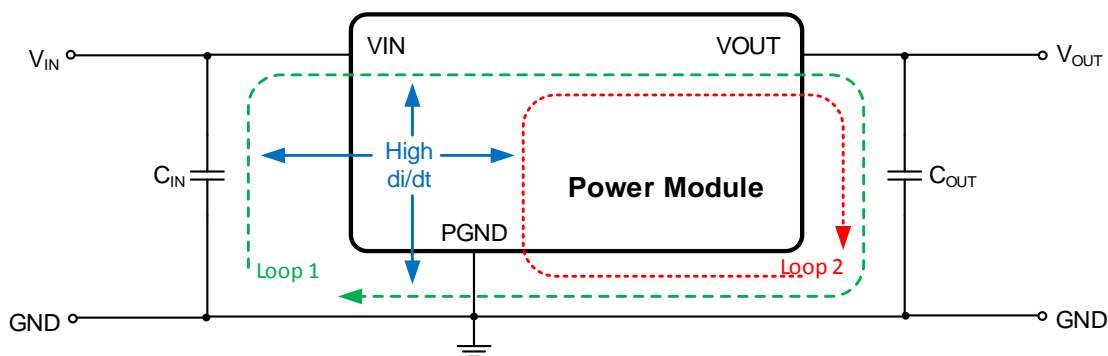 VIN
VOUT
V_IN
V_OUT
High
di/dt
C_IN
Power Module
C_OUT
PGND
Loop 1
Loop 2
GND
GND